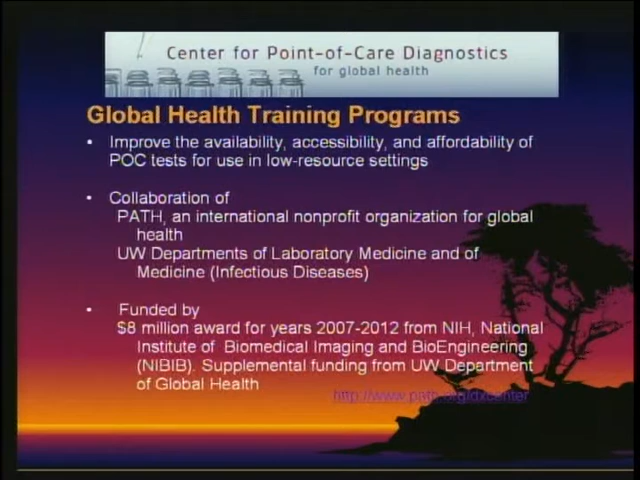 Center for Point-of-Care Diagnostics
for global health
Global Health Training Programs
• Improve the availability, accessibility, and affordability of
POC tests for use in low-resource settings
• Collaboration of
PATH, an international nonprofit organization for global
health
UW Departments of Laboratory Medicine and of
Medicine (Infectious Diseases)
• Funded by
$8 million award for years 2007-2012 from NIH, National
Institute of Biomedical Imaging and BioEngineering
(NIBIB). Supplemental funding from UW Department
of Global Health
http://www.path.org/dxcenter